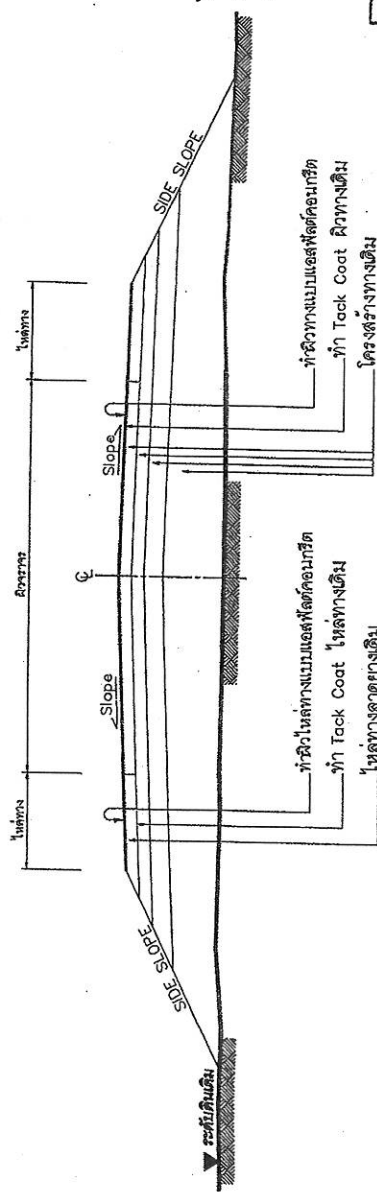 ไหล่ทาง
ผิวจราจร
ไหล่ทาง
Slope
Slope
SIDE SLOPE
SIDE SLOPE
ระดับดินเดิม
ทำผิวไหล่ทางแบบแอสฟัลต์คอนกรีต
ทำ Tack Coat ไหล่ทางเดิม
ไหล่ทางลาดยางเดิม
ทำผิวทางแบบแอสฟัลต์คอนกรีต
ทำ Tack Coat ผิวทางเดิม
โครงสร้างทางเดิม